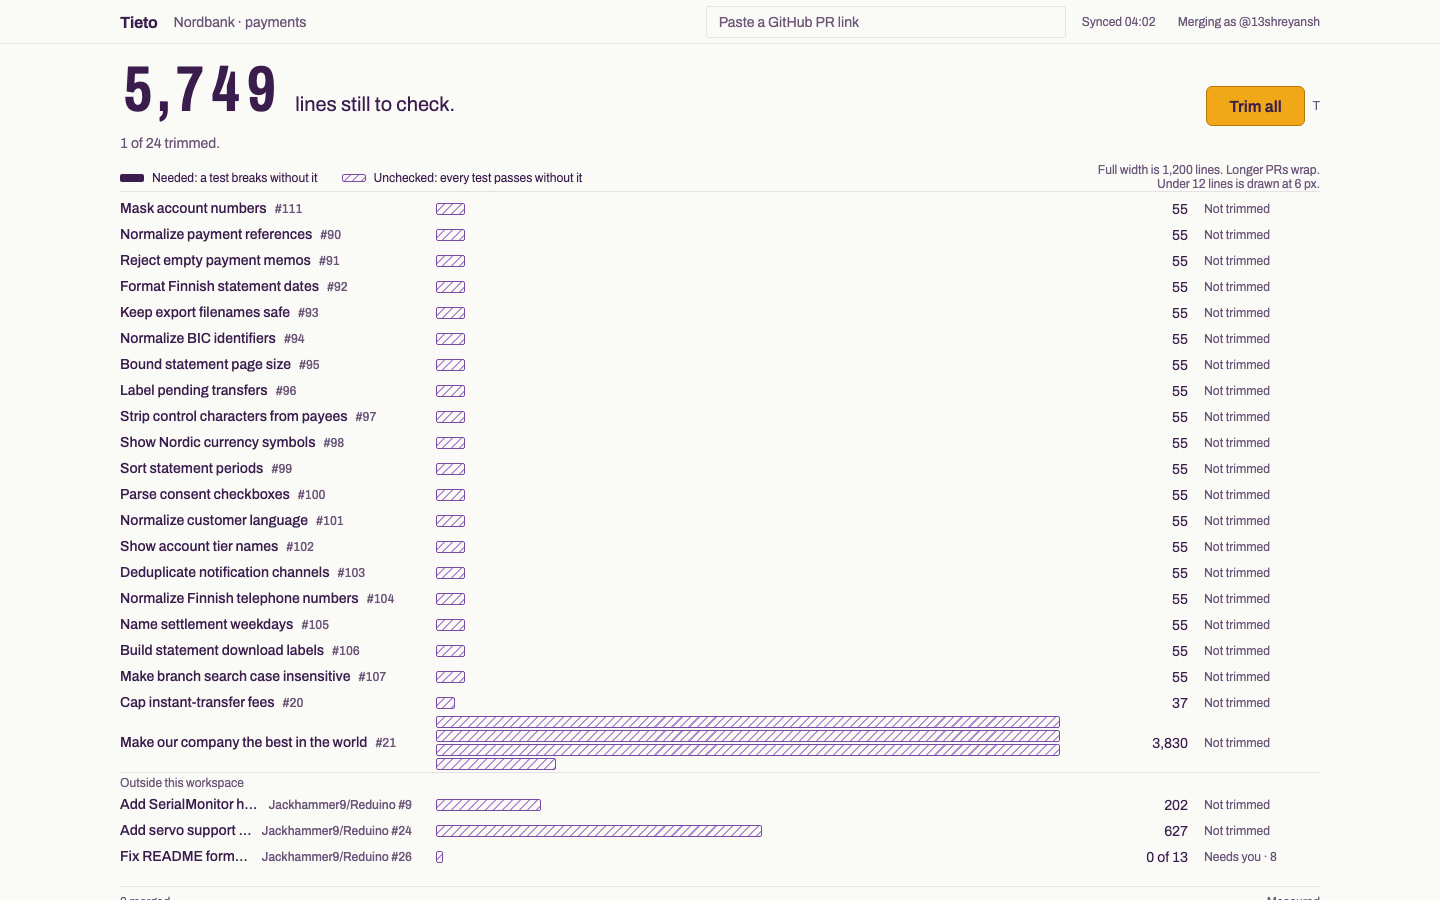 Tieto Nordbank · payments Paste a GitHub PR link Synced 04:02 Merging as @13shreyansh
5,749 lines still to check. Trim all T
1 of 24 trimmed.
Needed: a test breaks without it Unchecked: every test passes without it Full width is 1,200 lines. Longer PRs wrap.
Under 12 lines is drawn at 6 px.
Mask account numbers #111 55 Not trimmed
Normalize payment references #90 55 Not trimmed
Reject empty payment memos #91 55 Not trimmed
Format Finnish statement dates #92 55 Not trimmed
Keep export filenames safe #93 55 Not trimmed
Normalize BIC identifiers #94 55 Not trimmed
Bound statement page size #95 55 Not trimmed
Label pending transfers #96 55 Not trimmed
Strip control characters from payees #97 55 Not trimmed
Show Nordic currency symbols #98 55 Not trimmed
Sort statement periods #99 55 Not trimmed
Parse consent checkboxes #100 55 Not trimmed
Normalize customer language #101 55 Not trimmed
Show account tier names #102 55 Not trimmed
Deduplicate notification channels #103 55 Not trimmed
Normalize Finnish telephone numbers #104 55 Not trimmed
Name settlement weekdays #105 55 Not trimmed
Build statement download labels #106 55 Not trimmed
Make branch search case insensitive #107 55 Not trimmed
Cap instant-transfer fees #20 37 Not trimmed
Make our company the best in the world #21 3,830 Not trimmed
Outside this workspace
Add SerialMonitor h... Jackhammer9/Reduino #9 202 Not trimmed
Add servo support ... Jackhammer9/Reduino #24 627 Not trimmed
Fix README form... Jackhammer9/Reduino #26 0 of 13 Needs you · 8